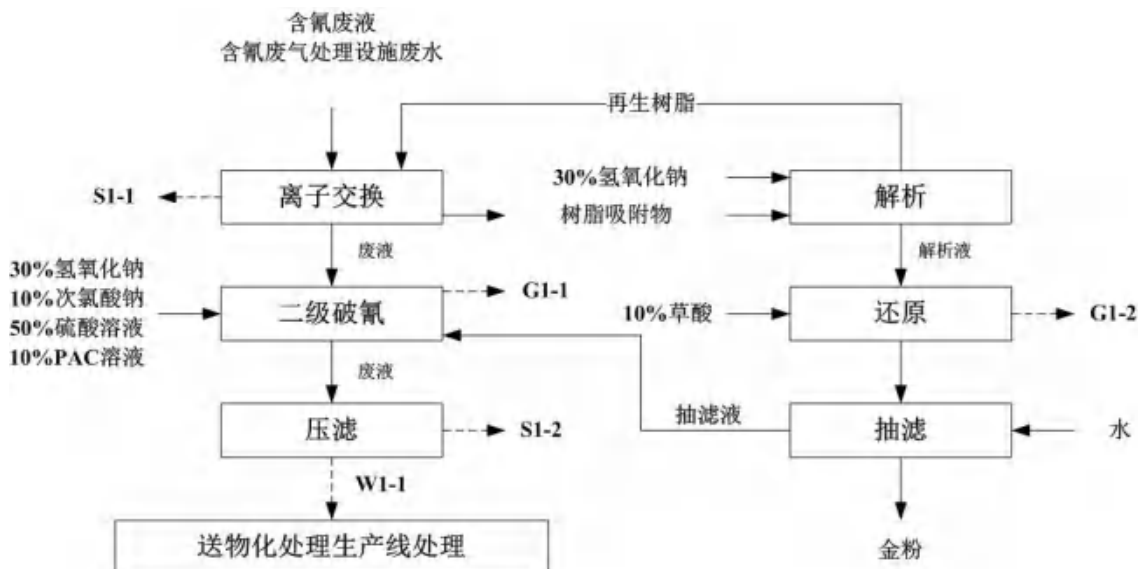 含氰废液
含氰废气处理设施废水
再生树脂
S1-1
离子交换
30%氢氧化钠
树脂吸附物
解析
废液
解析液
30%氢氧化钠
10%次氯酸钠
50%硫酸溶液
10%PAC溶液
二级破氰
G1-1
10%草酸
还原
G1-2
废液
压滤
S1-2
抽滤液
抽滤
水
W1-1
送物化处理生产线处理
金粉